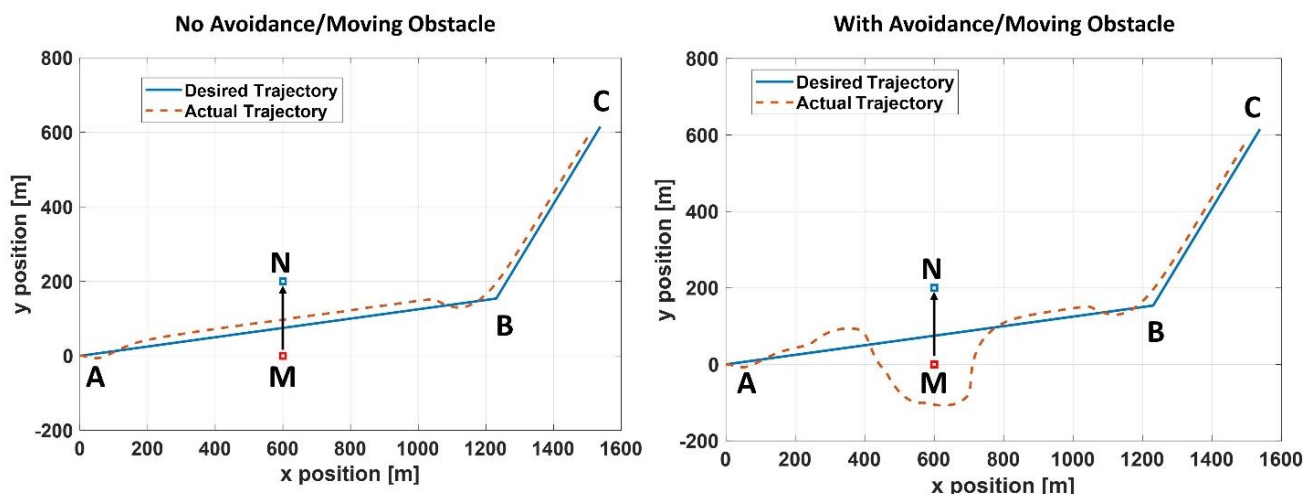 No Avoidance/Moving Obstacle
800
600
400
200
0
-200
y position [m]
Desired Trajectory
Actual Trajectory
C
N
B
A
M
0 200 400 600 800 1000 1200 1400 1600
x position [m]
With Avoidance/Moving Obstacle
800
600
400
200
0
-200
y position [m]
Desired Trajectory
Actual Trajectory
C
N
B
A
M
0 200 400 600 800 1000 1200 1400 1600
x position [m]